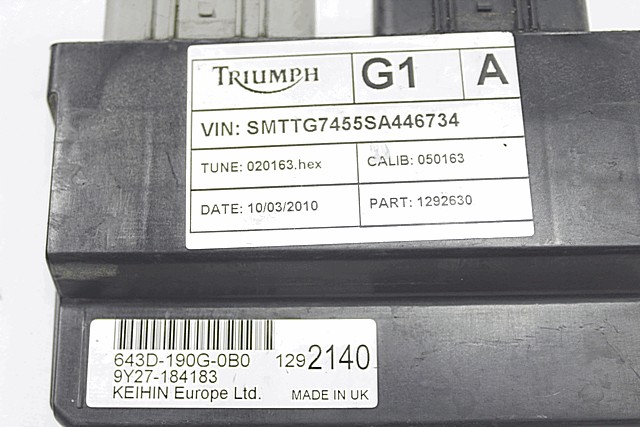 TRIUMPH G1 A
VIN: SMTTG7455SA446734
TUNE: 020163.hex CALIB: 050163
DATE: 10/03/2010 PART: 1292630
643D-190G-0B0 1292140
9Y27-184183
KEIHIN Europe Ltd. MADE IN UK